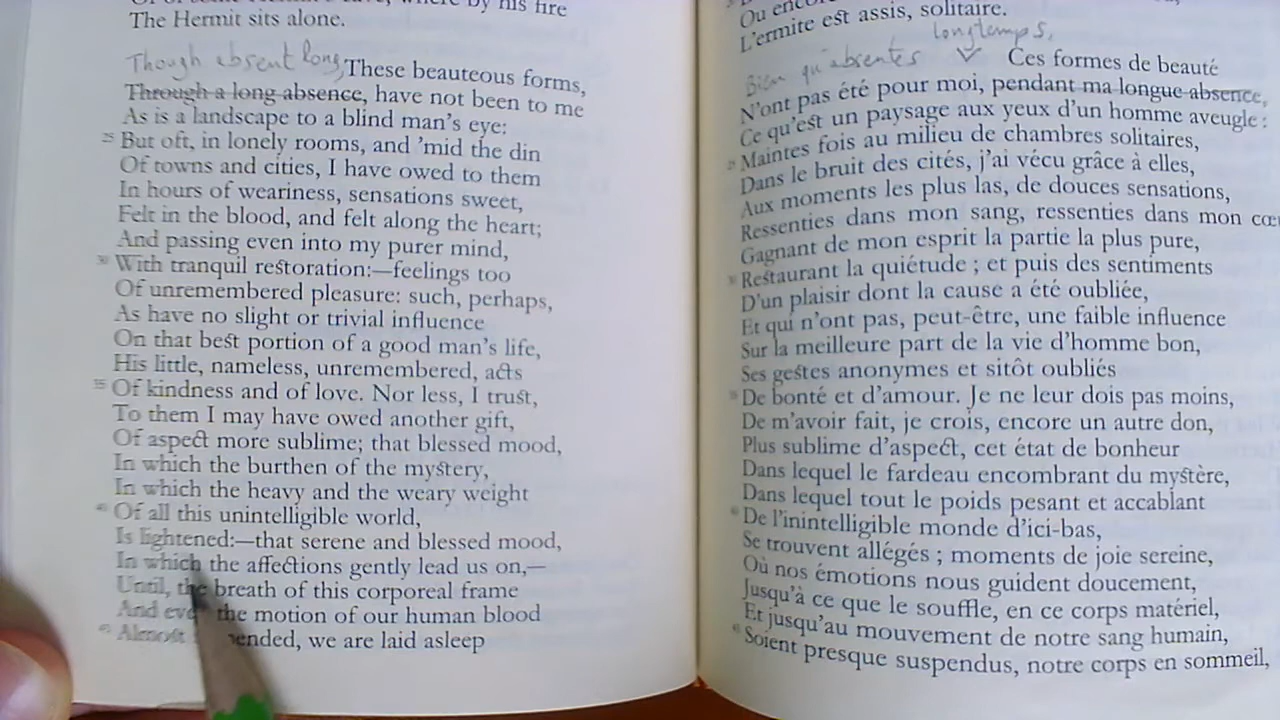 by his fire
The Hermit sits alone.
Though absent long,
These beauteous forms,
Through a long absence, have not been to me
As is a landscape to a blind man's eye:
25 But oft, in lonely rooms, and 'mid the din
Of towns and cities, I have owed to them
In hours of weariness, sensations sweet,
Felt in the blood, and felt along the heart;
And passing even into my purer mind,
30 With tranquil restoration:—feelings too
Of unremembered pleasure: such, perhaps,
As have no slight or trivial influence
On that best portion of a good man's life,
His little, nameless, unremembered, acts
35 Of kindness and of love. Nor less, I trust,
To them I may have owed another gift,
Of aspect more sublime; that blessed mood,
In which the burthen of the mystery,
In which the heavy and the weary weight
40 Of all this unintelligible world,
Is lightened:—that serene and blessed mood,
In which the affections gently lead us on,—
Until, the breath of this corporeal frame
And even the motion of our human blood
45 Almost ended, we are laid asleep
Ou encore
L'ermite est assis, solitaire.
longtemps,
Bien qu'absentes
Ces formes de beauté
N'ont pas été pour moi, pendant ma longue absence,
Ce qu'est un paysage aux yeux d'un homme aveugle :
25 Maintes fois au milieu de chambres solitaires,
Dans le bruit des cités, j'ai vécu grâce à elles,
Aux moments les plus las, de douces sensations,
Ressenties dans mon sang, ressenties dans mon cœu
Gagnant de mon esprit la partie la plus pure,
30 Restaurant la quiétude ; et puis des sentiments
D'un plaisir dont la cause a été oubliée,
Et qui n'ont pas, peut-être, une faible influence
Sur la meilleure part de la vie d'homme bon,
Ses gestes anonymes et sitôt oubliés
35 De bonté et d'amour. Je ne leur dois pas moins,
De m'avoir fait, je crois, encore un autre don,
Plus sublime d'aspect, cet état de bonheur
Dans lequel le fardeau encombrant du mystère,
Dans lequel tout le poids pesant et accablant
40 De l'inintelligible monde d'ici-bas,
Se trouvent allégés ; moments de joie sereine,
Où nos émotions nous guident doucement,
Jusqu'à ce que le souffle, en ce corps matériel,
Et jusqu'au mouvement de notre sang humain,
45 Soient presque suspendus, notre corps en sommeil,